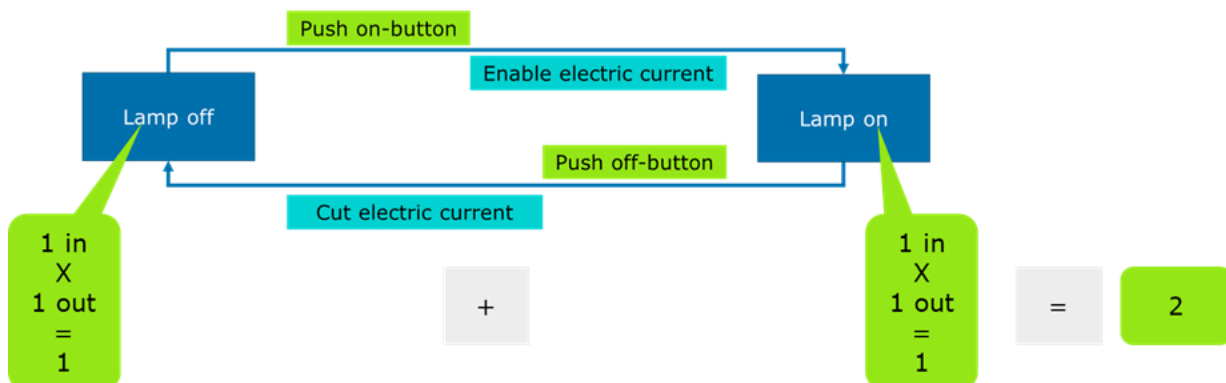 Push on-button
Enable electric current
Lamp off
Lamp on
Push off-button
Cut electric current
1 in
X
1 out
=
1
+
1 in
X
1 out
=
1
=
2